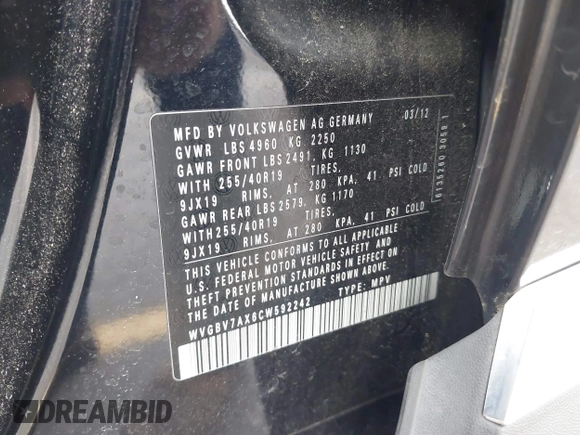 MFD BY VOLKSWAGEN AG GERMANY 03/12
GVWR LBS 4960 KG 2250
GAWR FRONT LBS 2491, KG 1130
WITH 255/40R19 TIRES,
9JX19 RIMS, AT 280 KPA, 41 PSI COLD
GAWR REAR LBS 2579, KG 1170
WITH 255/40R19 TIRES,
9JX19 RIMS, AT 280 KPA, 41 PSI COLD
THIS VEHICLE CONFORMS TO ALL APPLICABLE
U.S. FEDERAL MOTOR VEHICLE SAFETY AND
THEFT PREVENTION STANDARDS IN EFFECT ON
THE DATE OF MANUFACTURE SHOWN ABOVE.
WVGBV7AX6CW592242 TYPE: MPV
DREAMBID